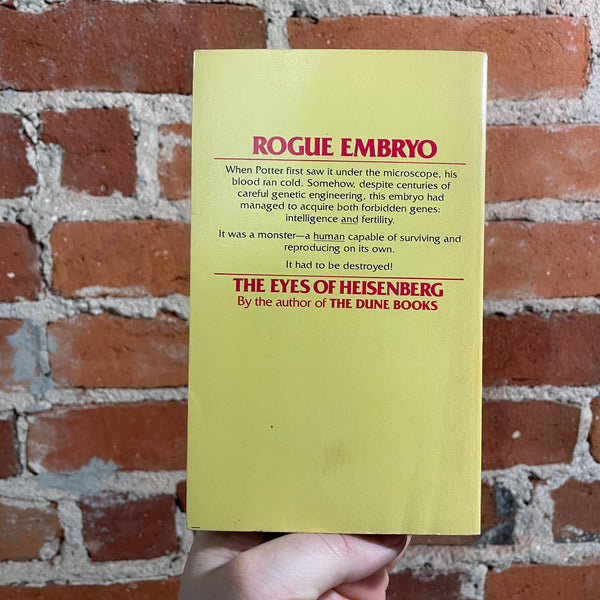 ROGUE EMBRYO
When Potter first saw it under the microscope, his
blood ran cold. Somehow, despite centuries of
careful genetic engineering, this embryo had
managed to acquire both forbidden genes:
intelligence and fertility.
It was a monster—a human capable of surviving and
reproducing on its own.
It had to be destroyed!
THE EYES OF HEISENBERG
By the author of THE DUNE BOOKS